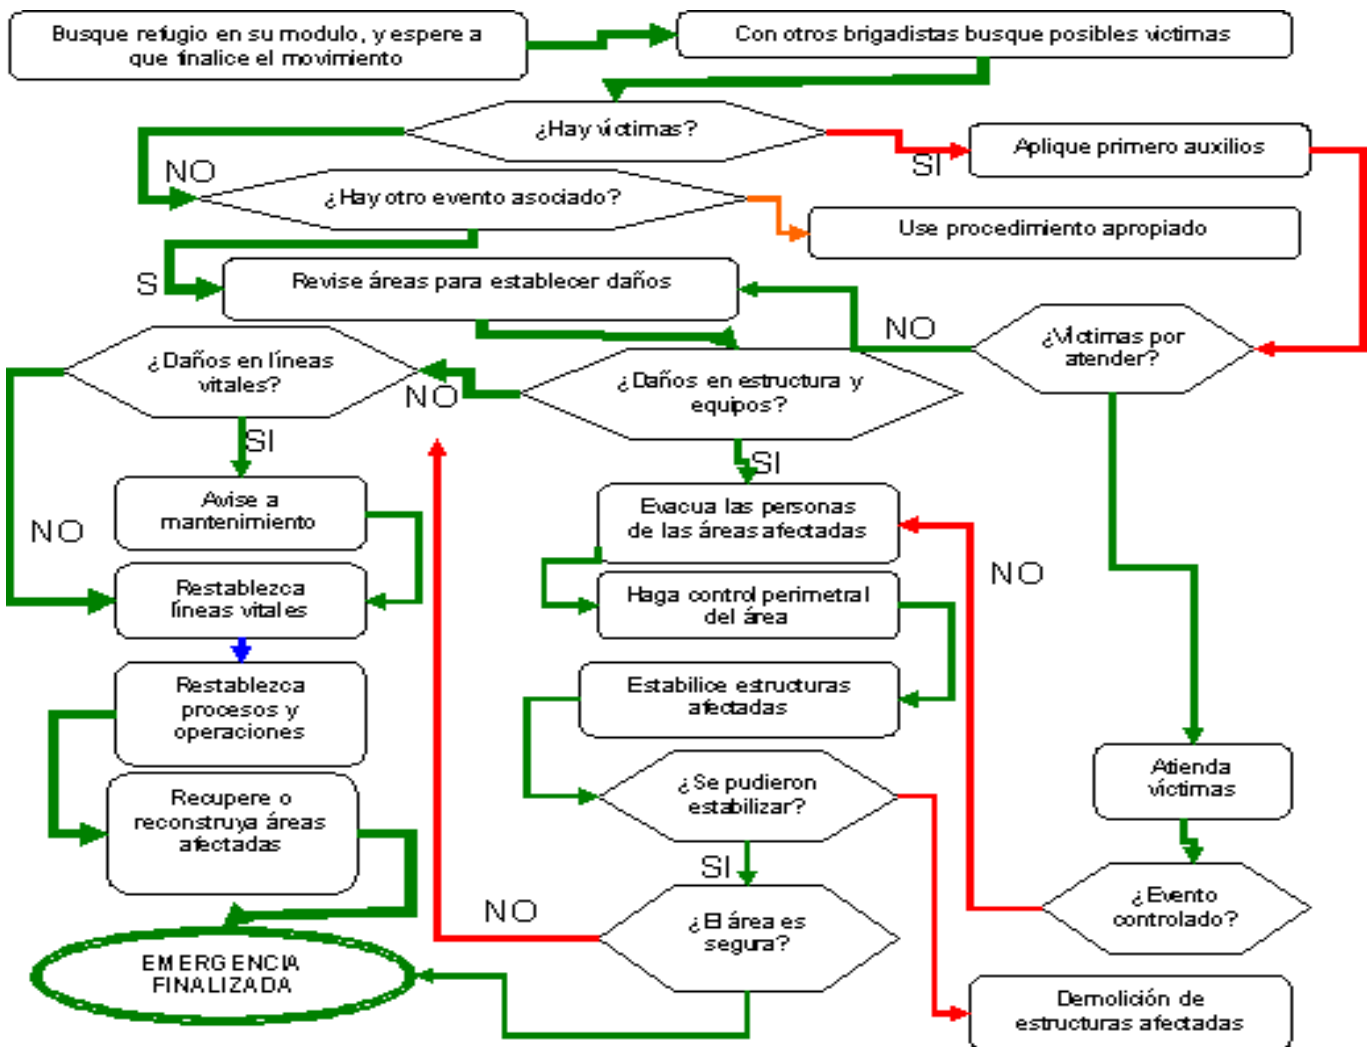 Busque refugio en su modulo, y espere a
que finalice el movimiento
Con otros brigadistas busque posibles victimas
¿Hay víctimas?
SI
Aplique primero auxilios
NO
¿Hay otro evento asociado?
Use procedimiento apropiado
S
Revise áreas para establecer daños
NO
¿Víctimas por
atender?
¿Daños en líneas
vitales?
NO
¿Daños en estructura y
equipos?
SI
SI
Avise a
mantenimiento
NO
Evacua las personas
de las áreas afectadas
NO
Restablezca
líneas vitales
Haga control perimetral
del área
Restablezca
procesos y
operaciones
Estabilice estructuras
afectadas
Recupere o
reconstruya áreas
afectadas
¿Se pudieron
estabilizar?
Atienda
víctimas
SI
NO
¿El área es
segura?
¿Evento
controlado?
EMERGENCIA
FINALIZADA
Demolición de
estructuras afectadas